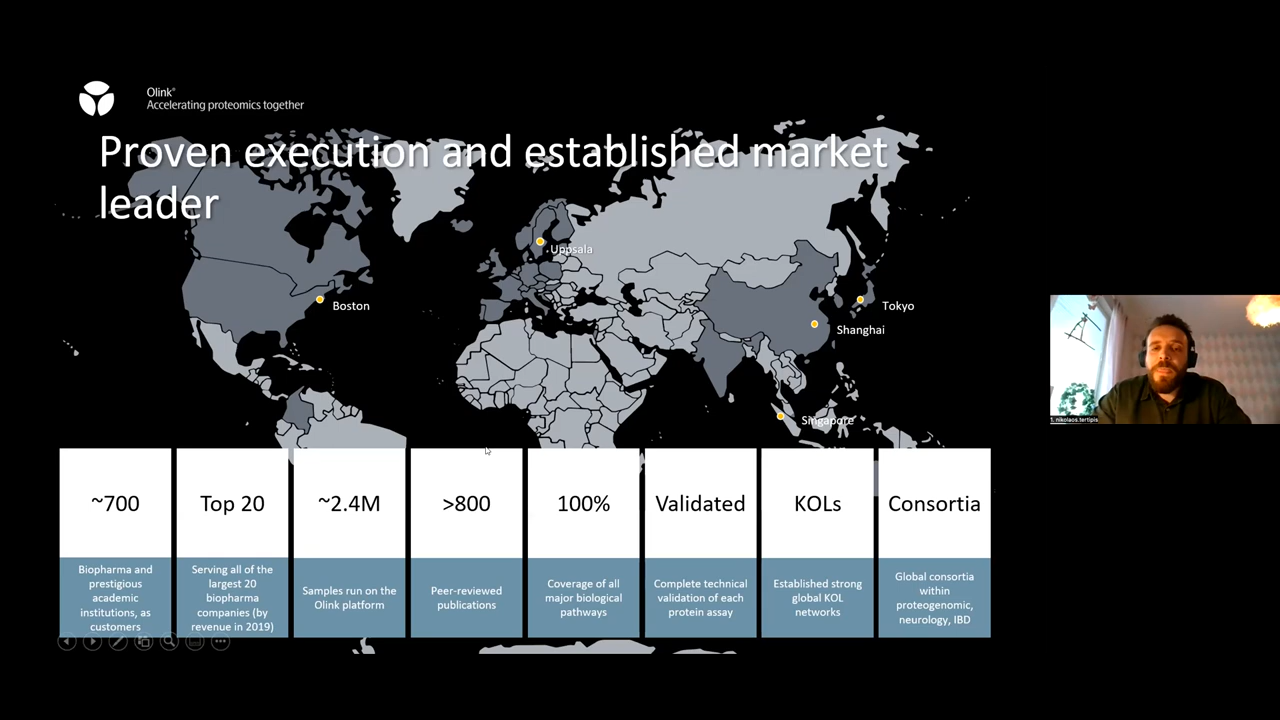 Olink®
Accelerating proteomics together
Proven execution and established market
leader
Uppsala
Boston
Tokyo
Shanghai
Singapore
~700
Biopharma and
prestigious
academic
institutions, as
customers
Top 20
Serving all of the
largest 20
biopharma
companies (by
revenue in 2019)
~2.4M
Samples run on the
Olink platform
>800
Peer-reviewed
publications
100%
Coverage of all
major biological
pathways
Validated
Complete technical
validation of each
protein assay
KOLs
Established strong
global KOL
networks
Consortia
Global consortia
within
proteogenomic,
neurology, IBD
1. nikolaos.tertipis